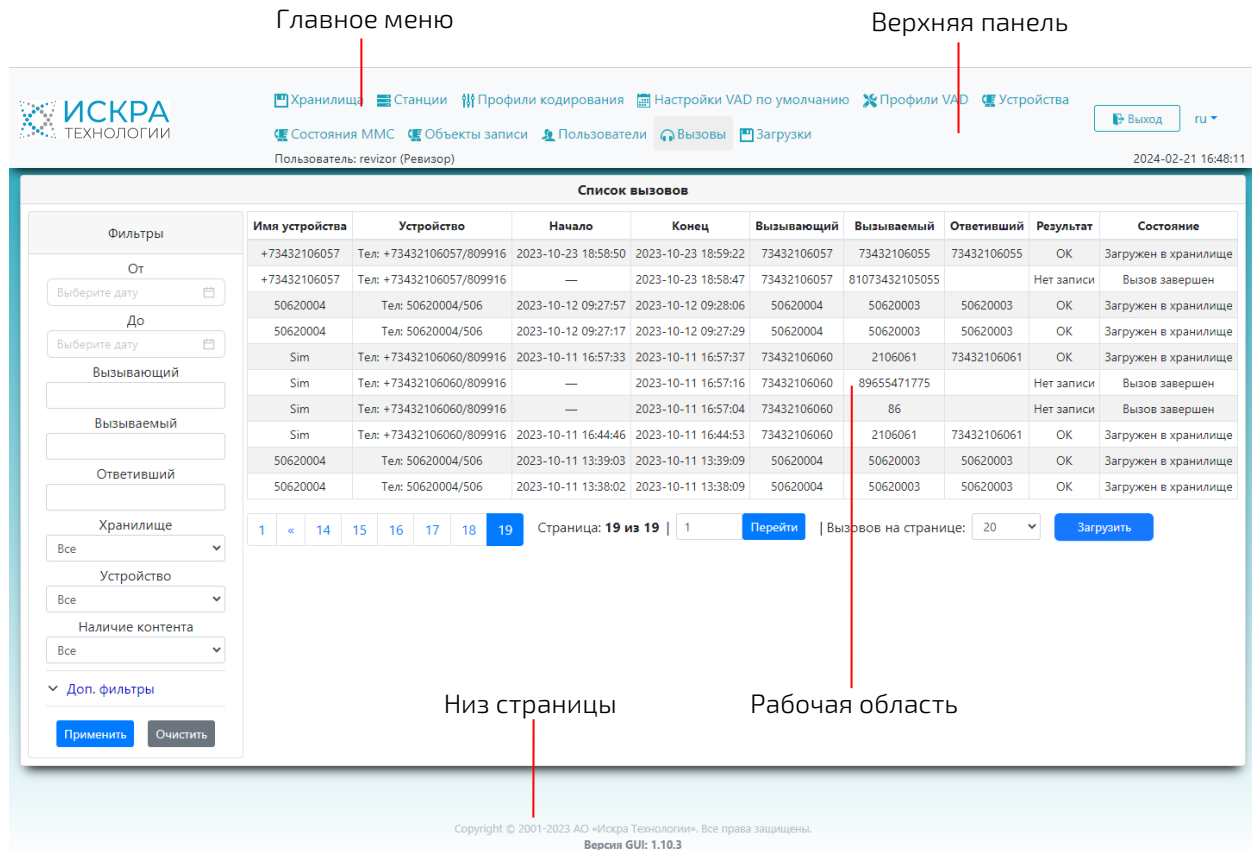 Главное меню
Верхняя панель
ИСКРА
ТЕХНОЛОГИИ
Хранилища Станции Профили кодирования Настройки VAD по умолчанию Профили VAD Устройства
Состояния ММС Объекты записи Пользователи Вызовы Загрузки
Выход ru
Пользователь: revizor (Ревизор)
2024-02-21 16:48:11
Список вызовов
Фильтры
От
Выберите дату
До
Выберите дату
Вызывающий
Вызываемый
Ответивший
Хранилище
Все
Устройство
Все
Наличие контента
Все
Доп. фильтры
Применить Очистить
Имя устройства Устройство Начало Конец Вызывающий Вызываемый Ответивший Результат Состояние
+73432106057 Тел: +73432106057/809916 2023-10-23 18:58:50 2023-10-23 18:59:22 73432106057 73432106055 73432106055 OK Загружен в хранилище
+73432106057 Тел: +73432106057/809916 — 2023-10-23 18:58:47 73432106057 81073432105055 Нет записи Вызов завершен
50620004 Тел: 50620004/506 2023-10-12 09:27:57 2023-10-12 09:28:06 50620004 50620003 50620003 OK Загружен в хранилище
50620004 Тел: 50620004/506 2023-10-12 09:27:17 2023-10-12 09:27:29 50620004 50620003 50620003 OK Загружен в хранилище
Sim Тел: +73432106060/809916 2023-10-11 16:57:33 2023-10-11 16:57:37 73432106060 2106061 73432106061 OK Загружен в хранилище
Sim Тел: +73432106060/809916 — 2023-10-11 16:57:16 73432106060 89655471775 Нет записи Вызов завершен
Sim Тел: +73432106060/809916 — 2023-10-11 16:57:04 73432106060 86 Нет записи Вызов завершен
Sim Тел: +73432106060/809916 2023-10-11 16:44:46 2023-10-11 16:44:53 73432106060 2106061 73432106061 OK Загружен в хранилище
50620004 Тел: 50620004/506 2023-10-11 13:39:03 2023-10-11 13:39:09 50620004 50620003 50620003 OK Загружен в хранилище
50620004 Тел: 50620004/506 2023-10-11 13:38:02 2023-10-11 13:38:09 50620004 50620003 50620003 OK Загружен в хранилище
1 « 14 15 16 17 18 19 Страница: 19 из 19 | 1 Перейти | Вызовов на странице: 20 Загрузить
Низ страницы
Рабочая область
Copyright © 2001-2023 АО «Искра Технологии». Все права защищены.
Версия GUI: 1.10.3